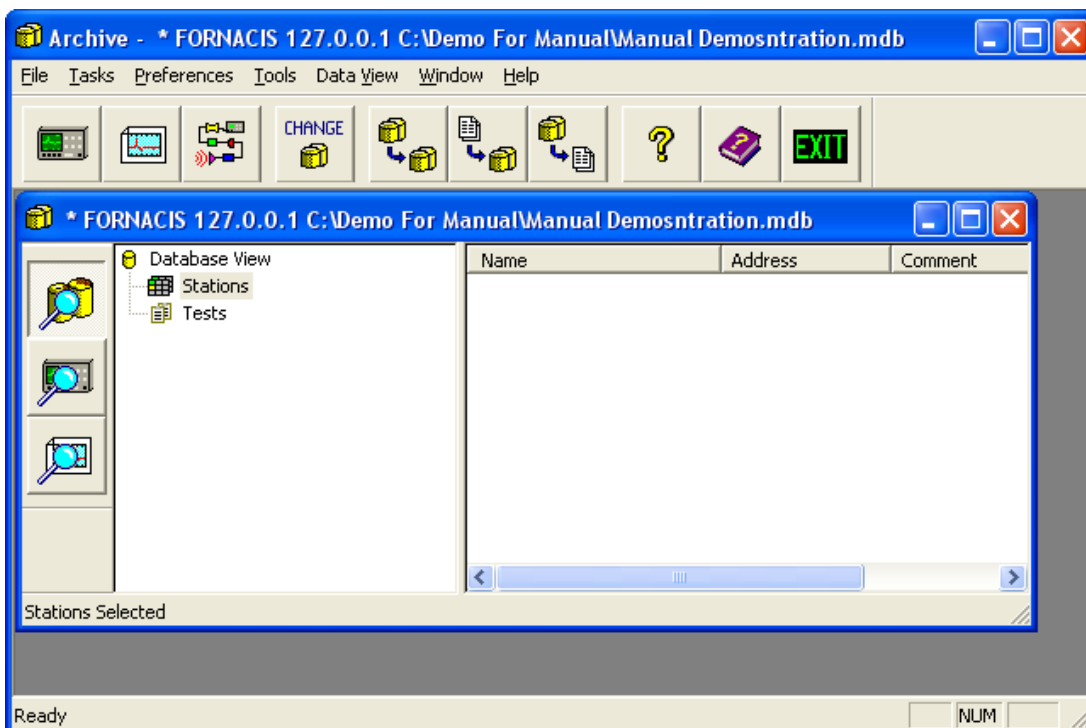 Archive - * FORNACIS 127.0.0.1 C:\Demo For Manual\Manual Demosntration.mdb
File Tasks Preferences Tools Data View Window Help
CHANGE
EXIT
* FORNACIS 127.0.0.1 C:\Demo For Manual\Manual Demosntration.mdb
Database View
Stations
Tests
Name Address Comment
Stations Selected
Ready NUM